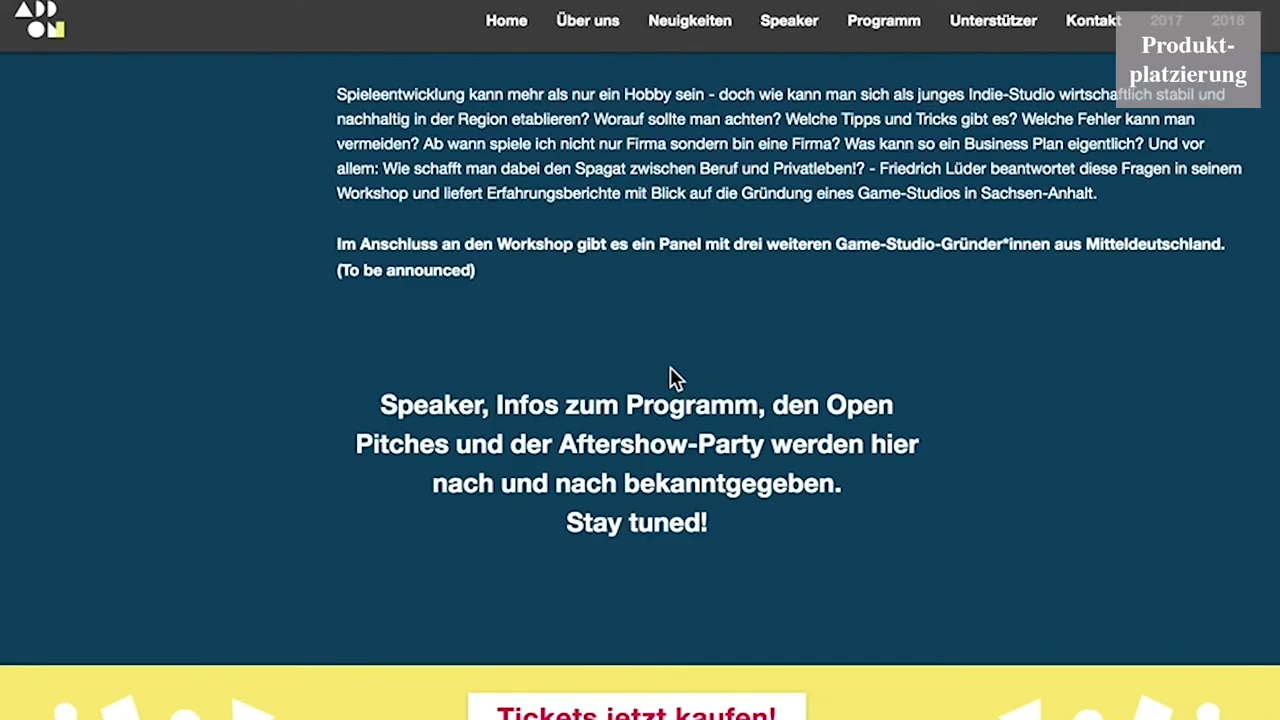 ADD
ON
Home Über uns Neuigkeiten Speaker Programm Unterstützer Kontakt 2017 2018
Produkt-
platzierung
Spieleentwicklung kann mehr als nur ein Hobby sein - doch wie kann man sich als junges Indie-Studio wirtschaftlich stabil und
nachhaltig in der Region etablieren? Worauf sollte man achten? Welche Tipps und Tricks gibt es? Welche Fehler kann man
vermeiden? Ab wann spiele ich nicht nur Firma sondern bin eine Firma? Was kann so ein Business Plan eigentlich? Und vor
allem: Wie schafft man dabei den Spagat zwischen Beruf und Privatleben!? - Friedrich Lüder beantwortet diese Fragen in seinem
Workshop und liefert Erfahrungsberichte mit Blick auf die Gründung eines Game-Studios in Sachsen-Anhalt.
Im Anschluss an den Workshop gibt es ein Panel mit drei weiteren Game-Studio-Gründer*innen aus Mitteldeutschland.
(To be announced)
Speaker, Infos zum Programm, den Open
Pitches und der Aftershow-Party werden hier
nach und nach bekanntgegeben.
Stay tuned!
Tickets jetzt kaufen!